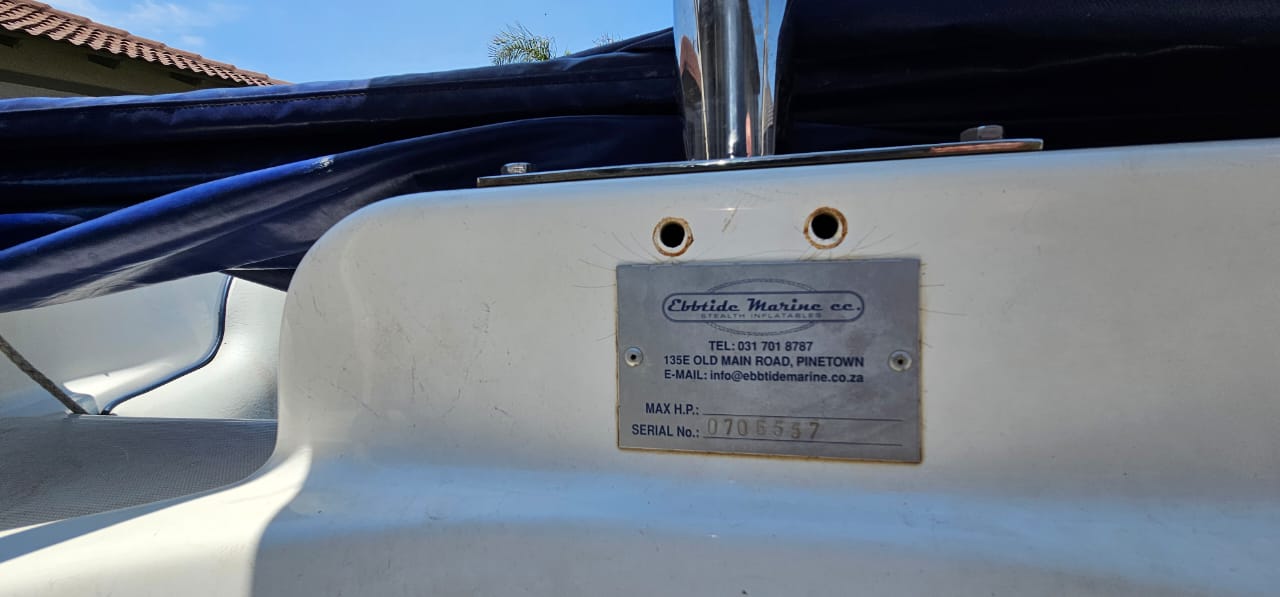 Ebbtide Marine cc.
STEALTH INFLATABLES
TEL: 031 701 8787
135E OLD MAIN ROAD, PINETOWN
E-MAIL: info@ebbtidemarine.co.za
MAX H.P.:
SERIAL No.: 0706557